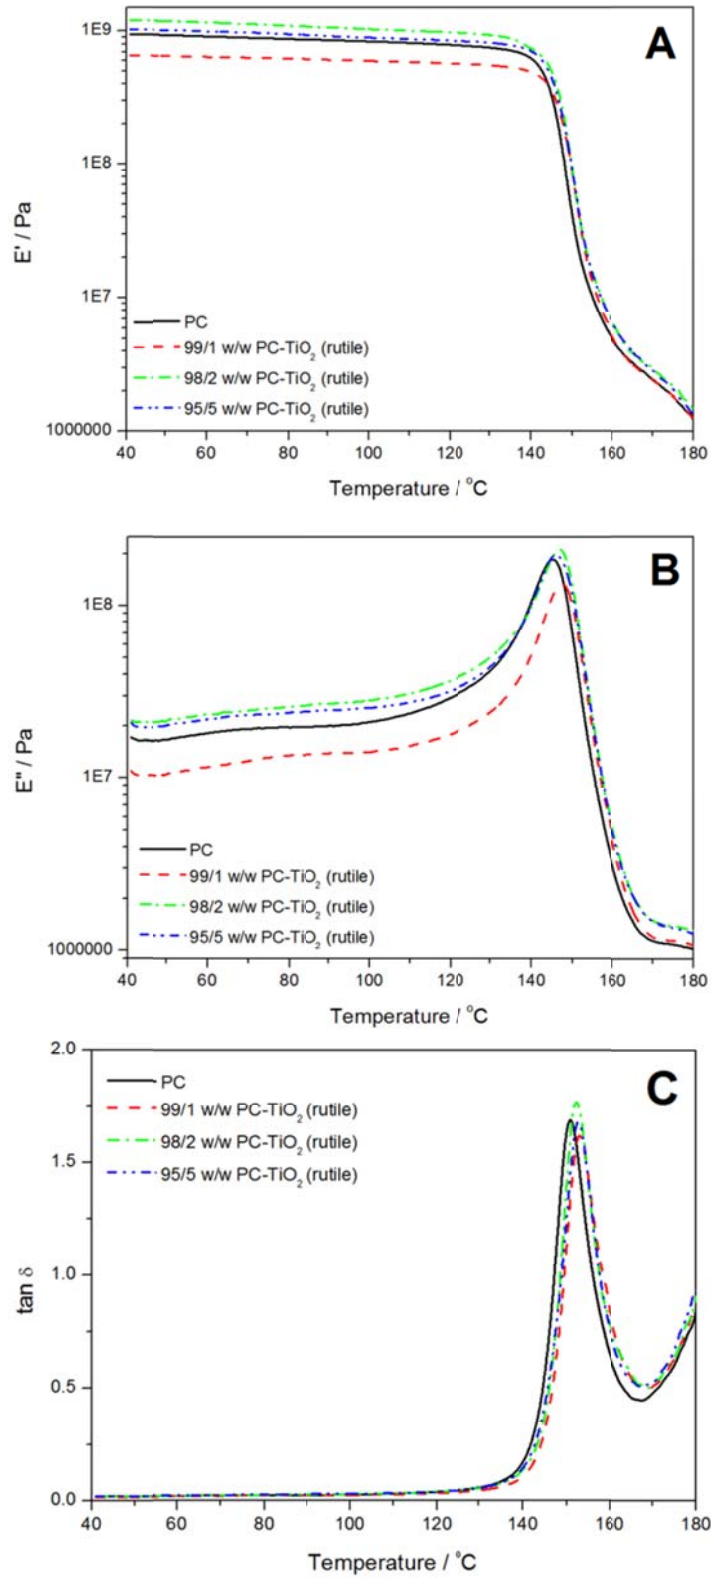 A
1E9
1E8
1E7
1000000
E' / Pa
PC
99/1 w/w PC-TiO₂ (rutile)
98/2 w/w PC-TiO₂ (rutile)
95/5 w/w PC-TiO₂ (rutile)
40 60 80 100 120 140 160 180
Temperature / °C
B
1E8
1E7
1000000
E" / Pa
PC
99/1 w/w PC-TiO₂ (rutile)
98/2 w/w PC-TiO₂ (rutile)
95/5 w/w PC-TiO₂ (rutile)
40 60 80 100 120 140 160 180
Temperature / °C
C
2.0
1.5
1.0
0.5
0.0
tan δ
PC
99/1 w/w PC-TiO₂ (rutile)
98/2 w/w PC-TiO₂ (rutile)
95/5 w/w PC-TiO₂ (rutile)
40 60 80 100 120 140 160 180
Temperature / °C